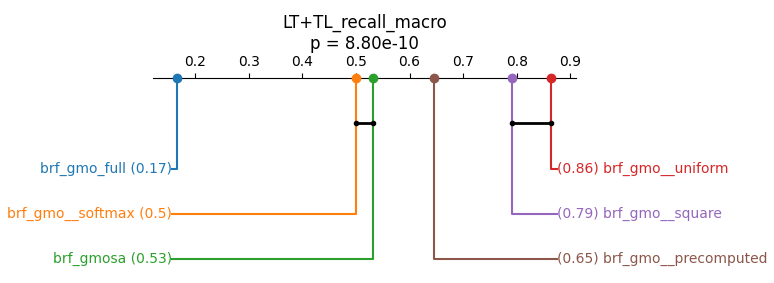 LT+TL_recall_macro
p = 8.80e-10
0.2 0.3 0.4 0.5 0.6 0.7 0.8 0.9
brf_gmo_full (0.17) (0.86) brf_gmo__uniform
brf_gmo__softmax (0.5) (0.79) brf_gmo__square
brf_gmosa (0.53) (0.65) brf_gmo__precomputed